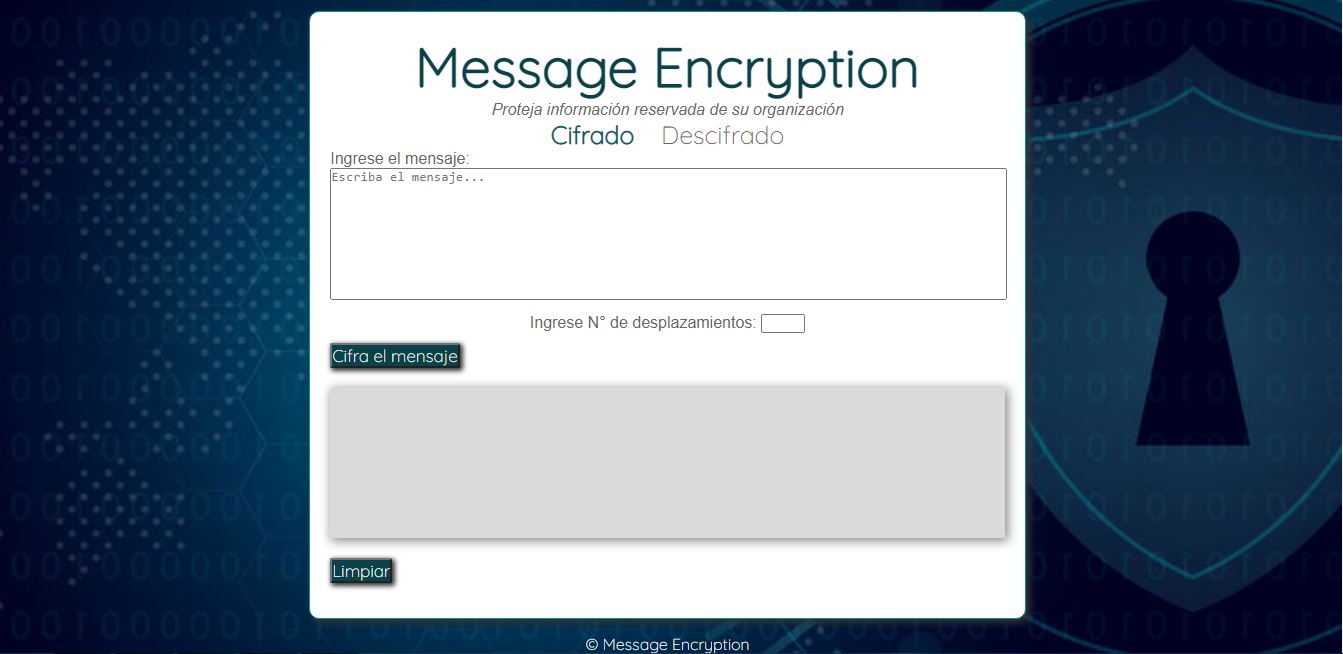 Message Encryption
Proteja información reservada de su organización
Cifrado Descifrado
Ingrese el mensaje:
Escriba el mensaje...
Ingrese N° de desplazamientos:
Cifra el mensaje
Limpiar
© Message Encryption